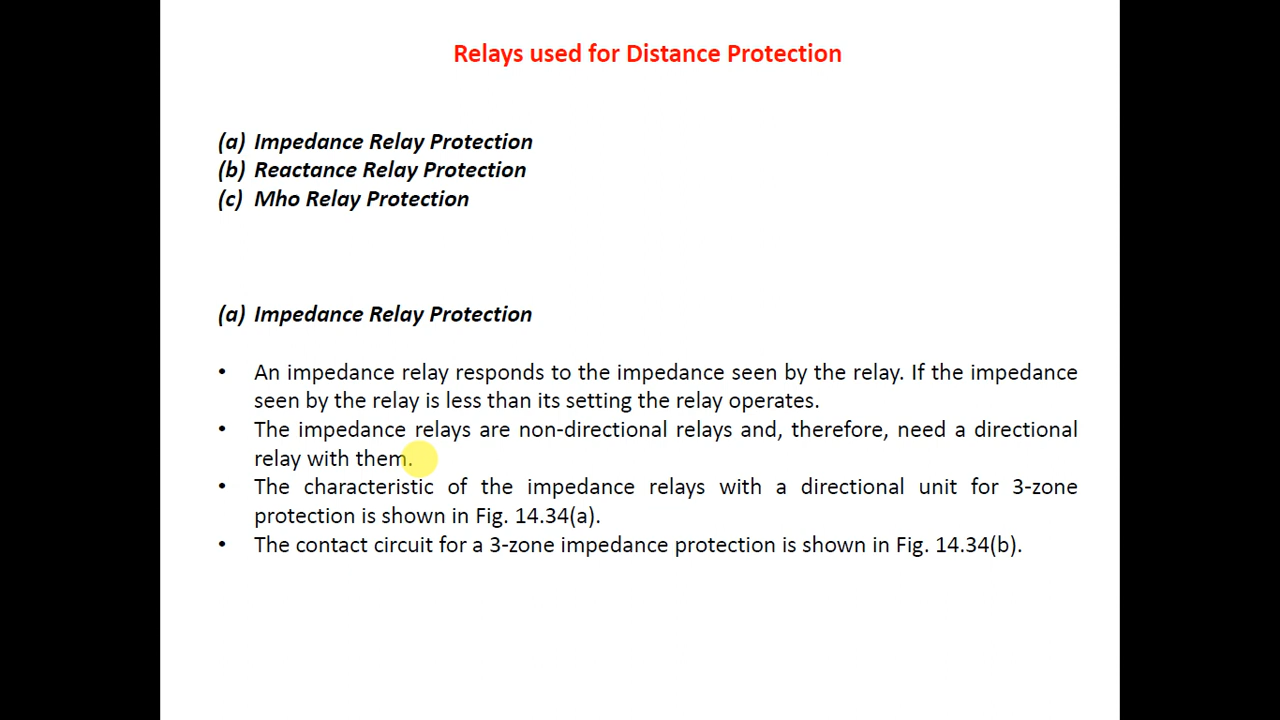 Relays used for Distance Protection
(a) Impedance Relay Protection
(b) Reactance Relay Protection
(c) Mho Relay Protection
(a) Impedance Relay Protection
• An impedance relay responds to the impedance seen by the relay. If the impedance
seen by the relay is less than its setting the relay operates.
• The impedance relays are non-directional relays and, therefore, need a directional
relay with them.
• The characteristic of the impedance relays with a directional unit for 3-zone
protection is shown in Fig. 14.34(a).
• The contact circuit for a 3-zone impedance protection is shown in Fig. 14.34(b).